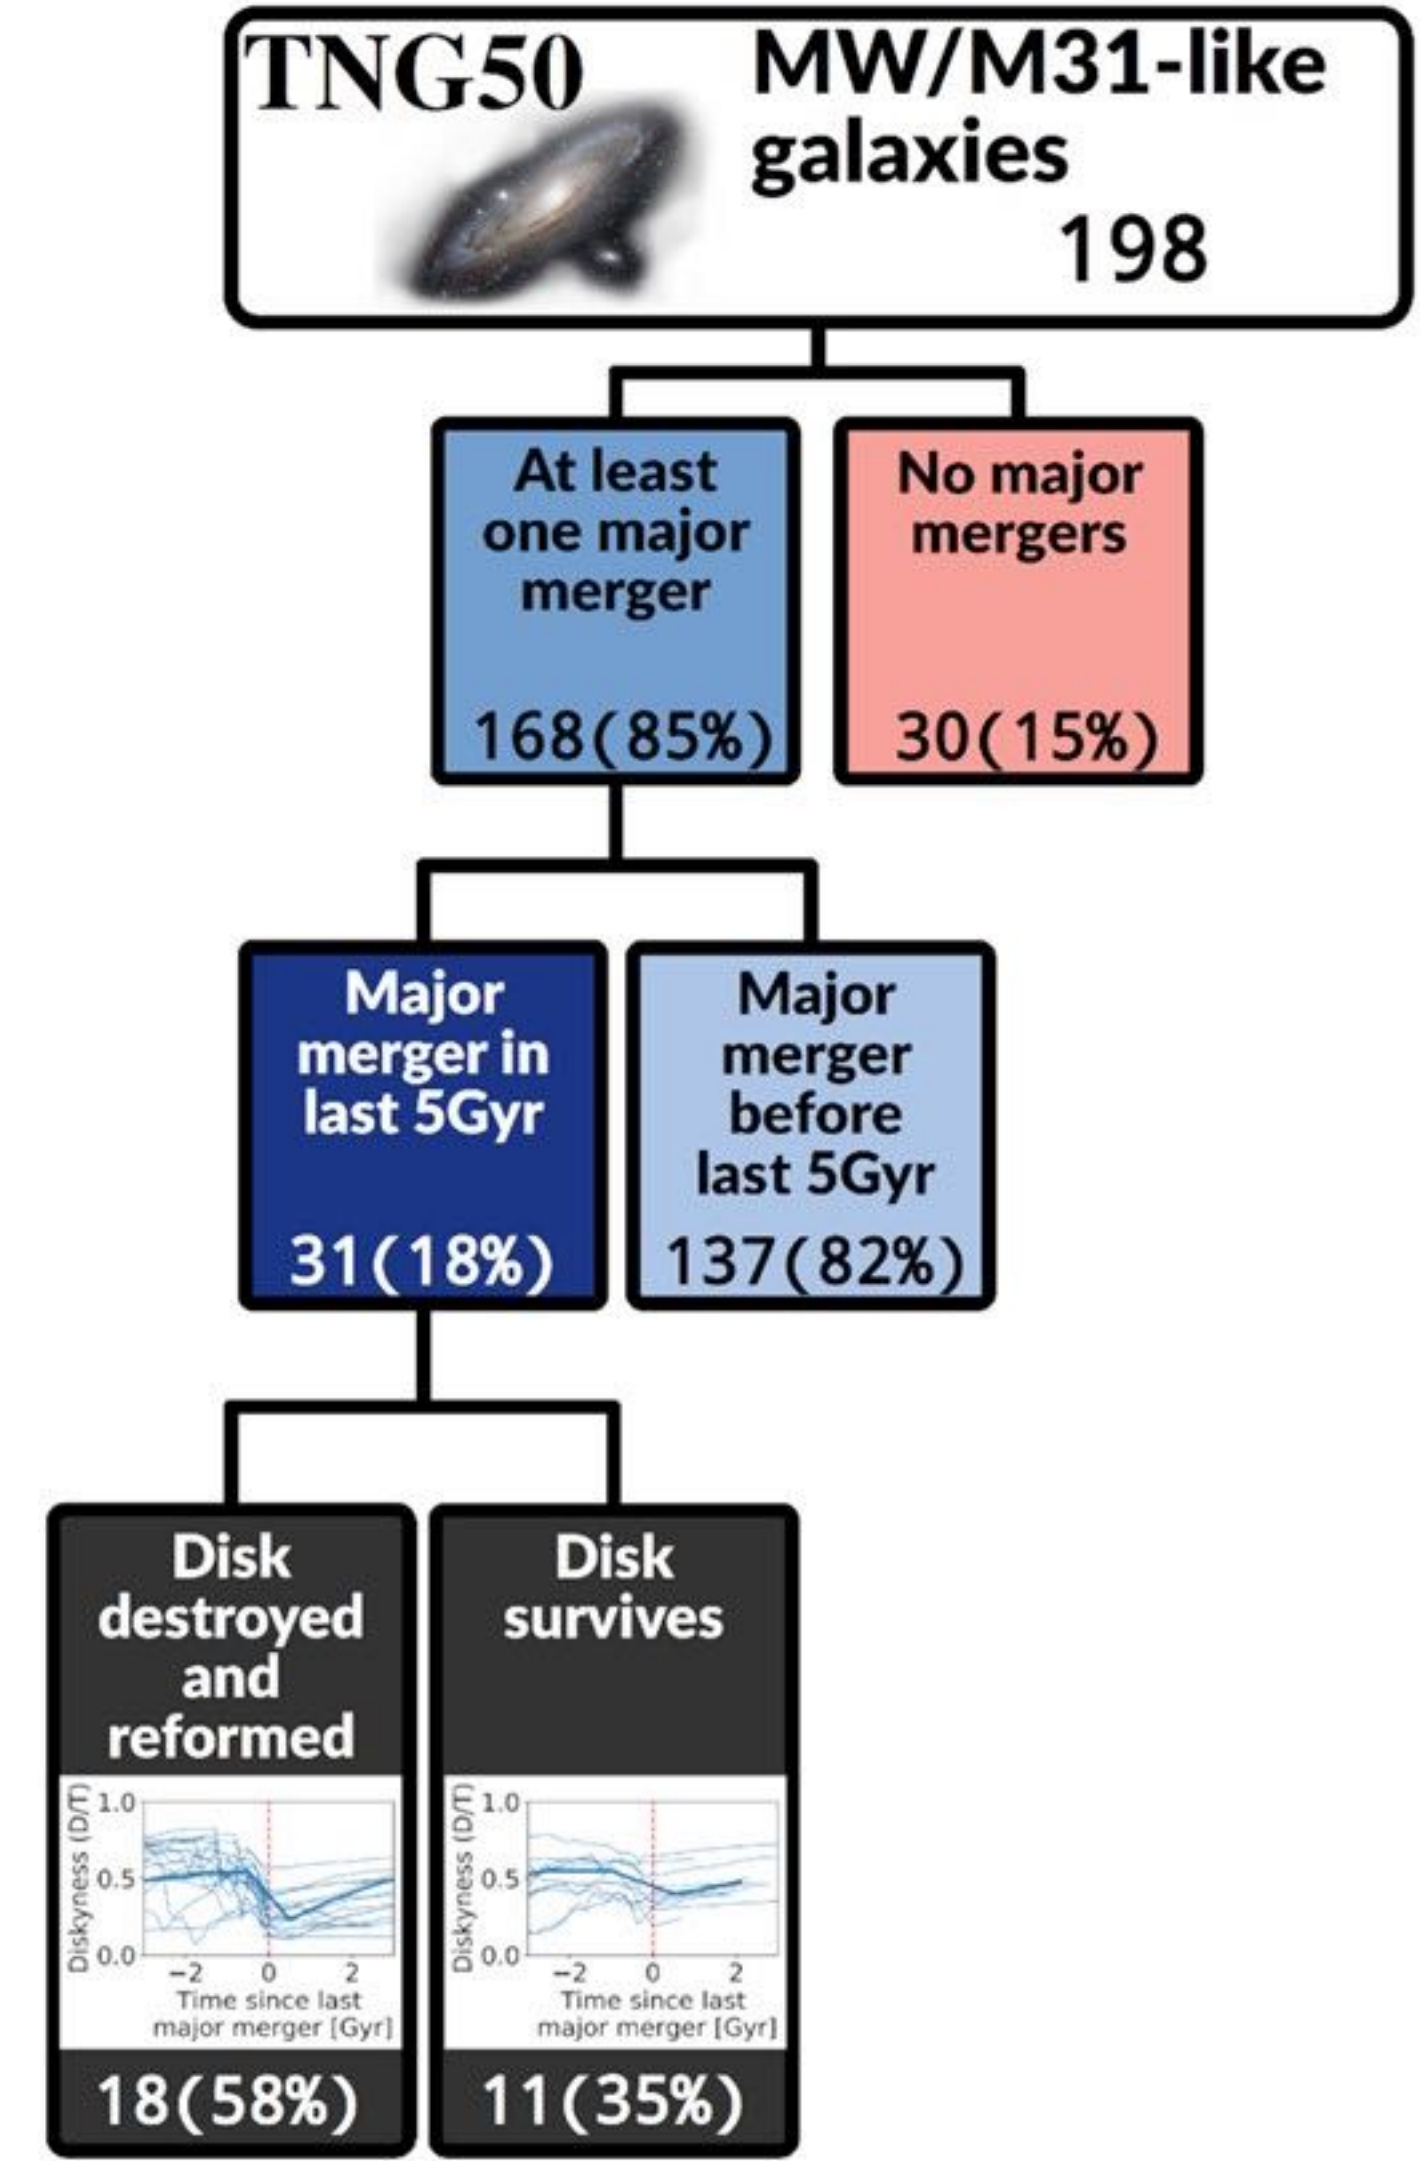 TNG50
MW/M31-like
galaxies
198
At least
one major
merger
168(85%)
No major
mergers
30(15%)
Major
merger in
last 5Gyr
31(18%)
Major
merger
before
last 5Gyr
137(82%)
Disk
destroyed
and
reformed
Diskyness (D/T)
1.0
0.5
0.0
−2 0 2
Time since last
major merger [Gyr]
18(58%)
Disk
survives
Diskyness (D/T)
1.0
0.5
0.0
−2 0 2
Time since last
major merger [Gyr]
11(35%)